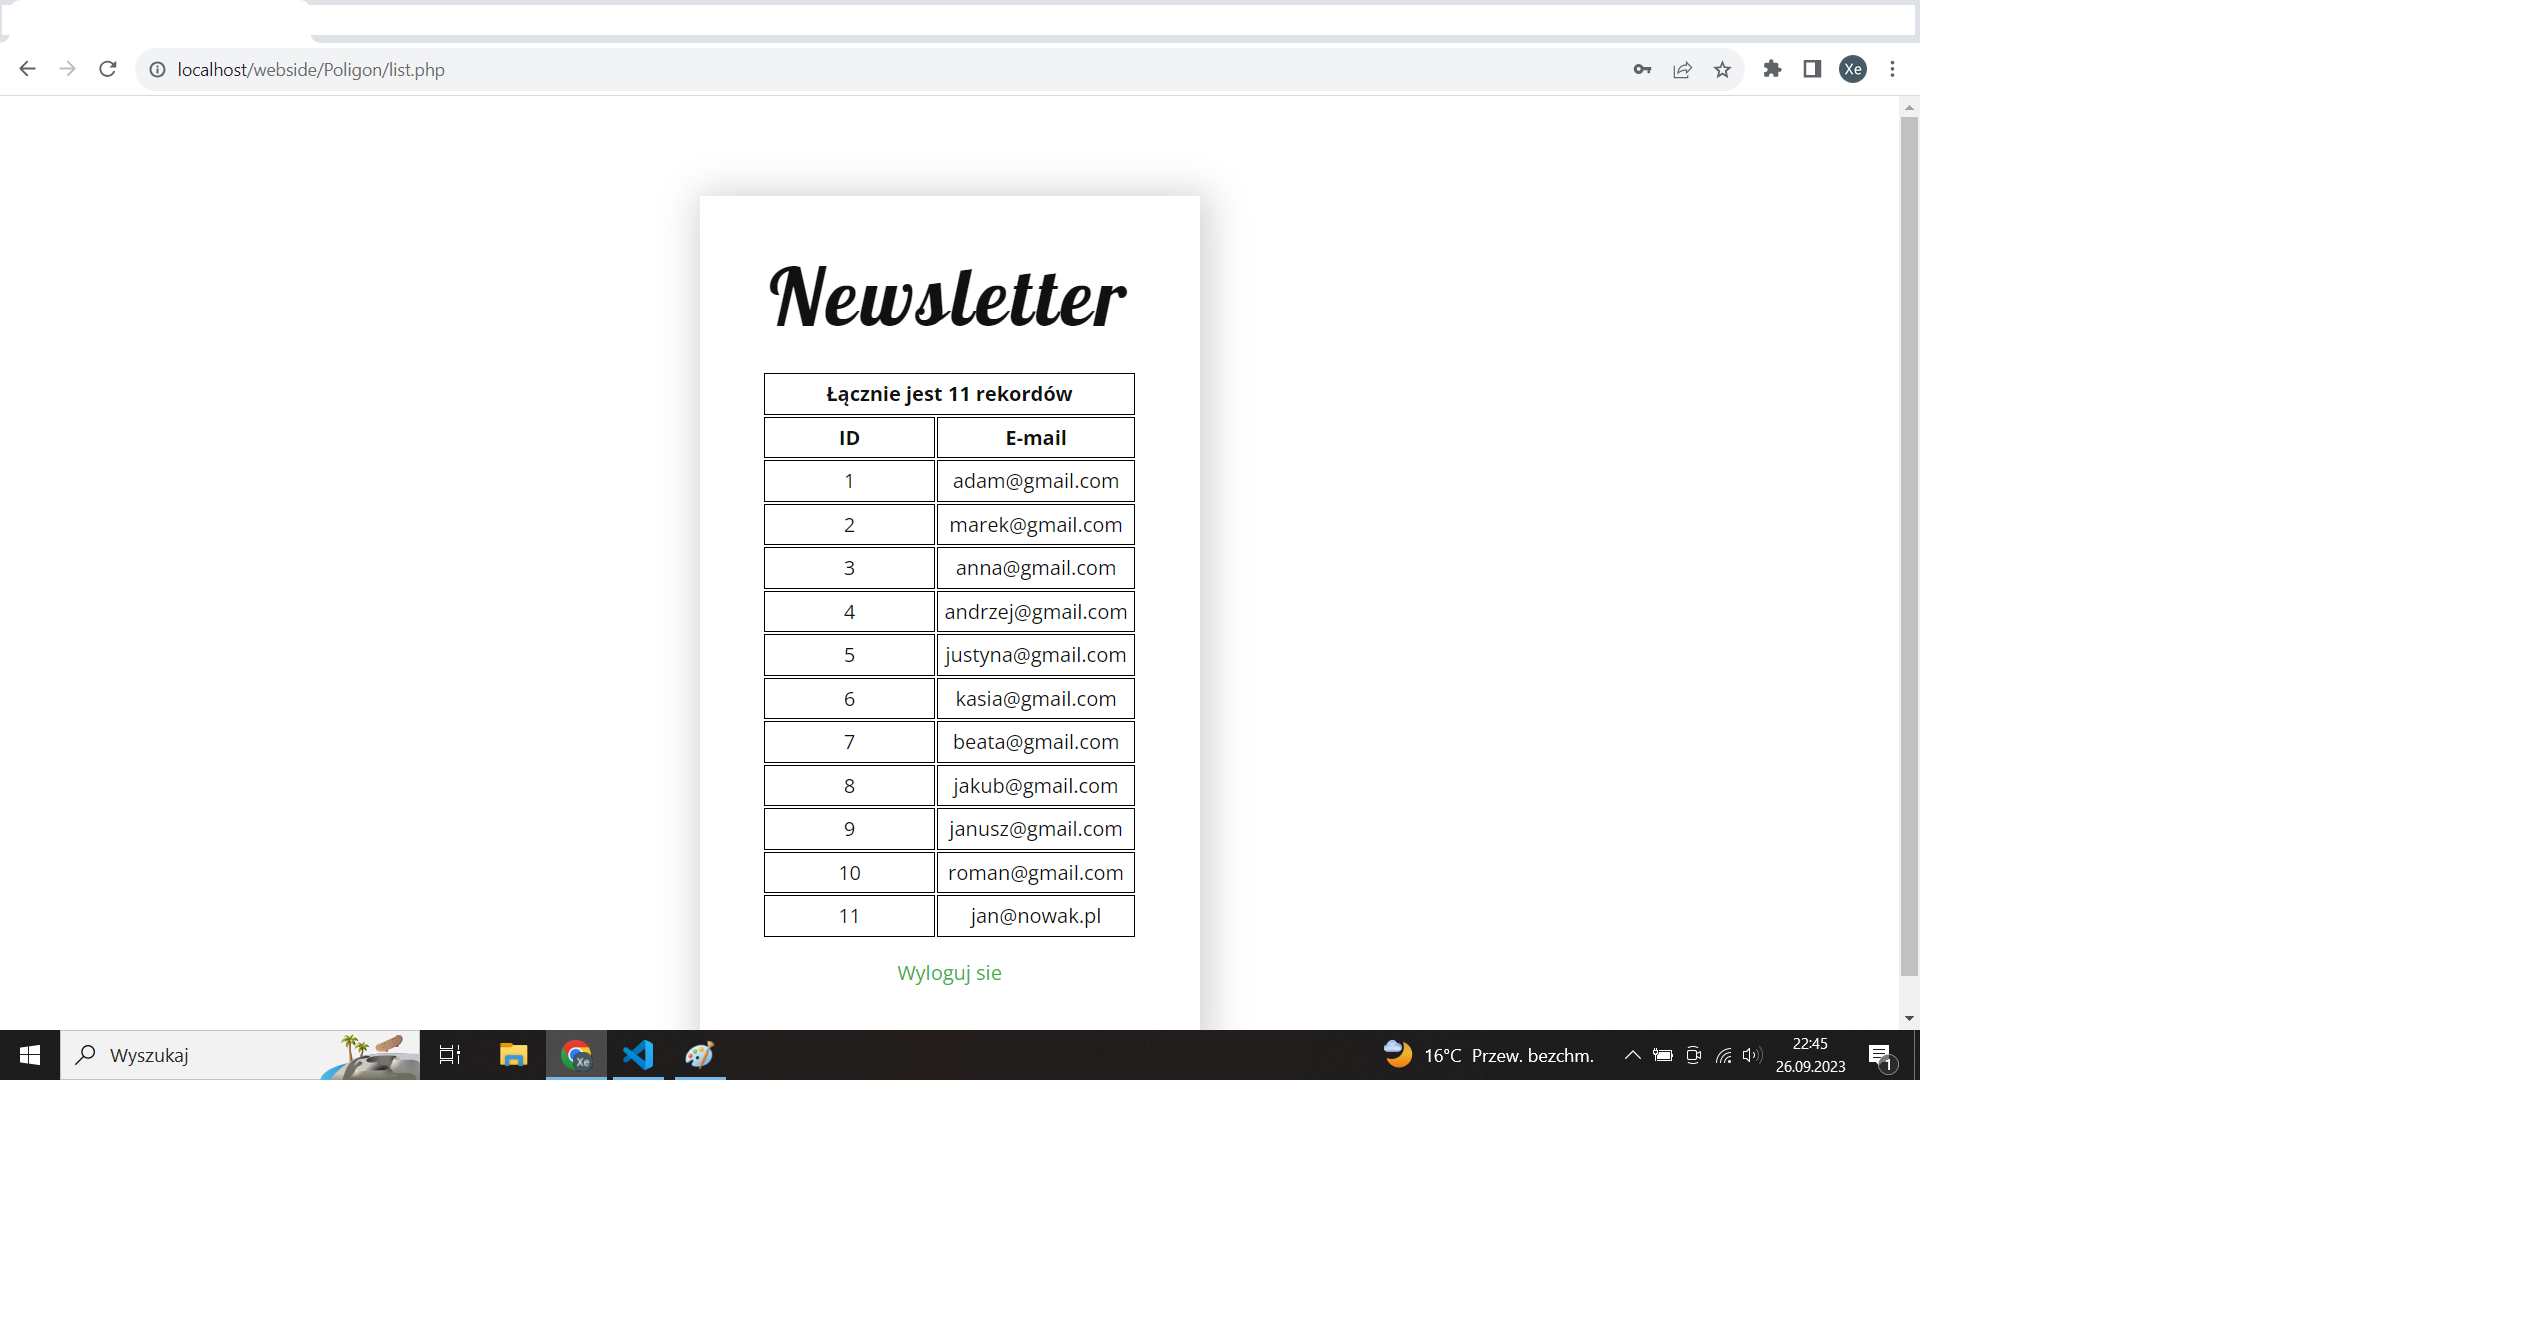 localhost/webside/Poligon/list.php
Xe
Newsletter
Łącznie jest 11 rekordów
ID E-mail
1 adam@gmail.com
2 marek@gmail.com
3 anna@gmail.com
4 andrzej@gmail.com
5 justyna@gmail.com
6 kasia@gmail.com
7 beata@gmail.com
8 jakub@gmail.com
9 janusz@gmail.com
10 roman@gmail.com
11 jan@nowak.pl
Wyloguj sie
Wyszukaj
Xe
16°C Przew. bezchm.
22:45
26.09.2023
1